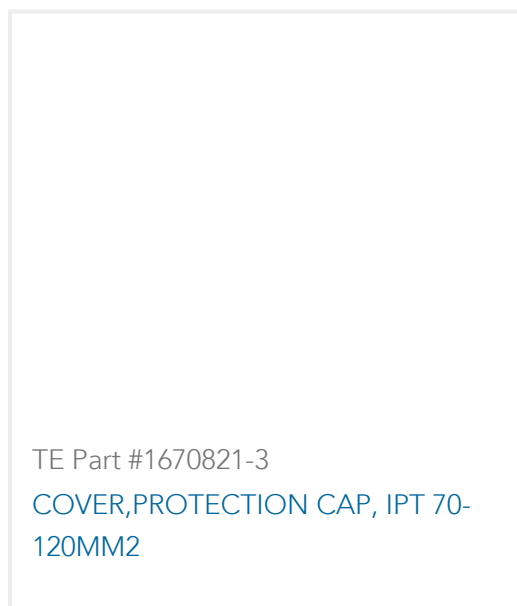 TE Part #1670821-3
COVER,PROTECTION CAP, IPT 70-
120MM2